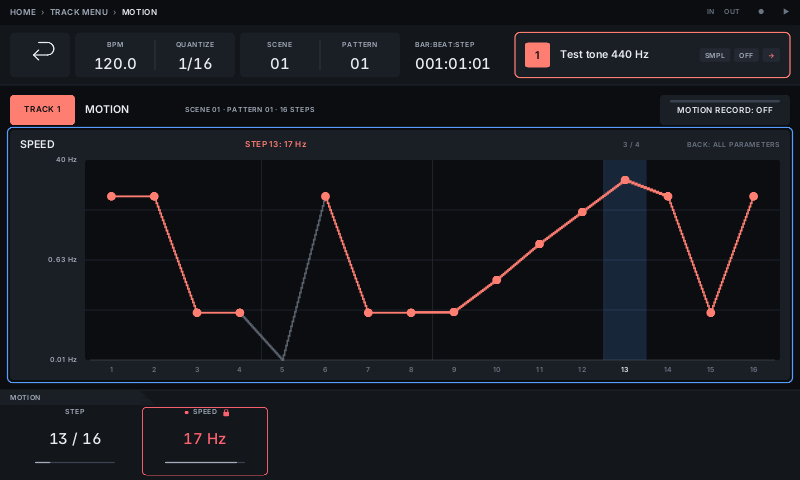 HOME › TRACK MENU › MOTION
IN OUT
BPM
120.0
QUANTIZE
1/16
SCENE
01
PATTERN
01
BAR:BEAT:STEP
001:01:01
1
Test tone 440 Hz
SMPL
OFF
TRACK 1
MOTION
SCENE 01 · PATTERN 01 · 16 STEPS
MOTION RECORD: OFF
SPEED
STEP 13: 17 Hz
3 / 4
BACK: ALL PARAMETERS
40 Hz
0.63 Hz
0.01 Hz
1 2 3 4 5 6 7 8 9 10 11 12 13 14 15 16
MOTION
STEP
13 / 16
SPEED
17 Hz